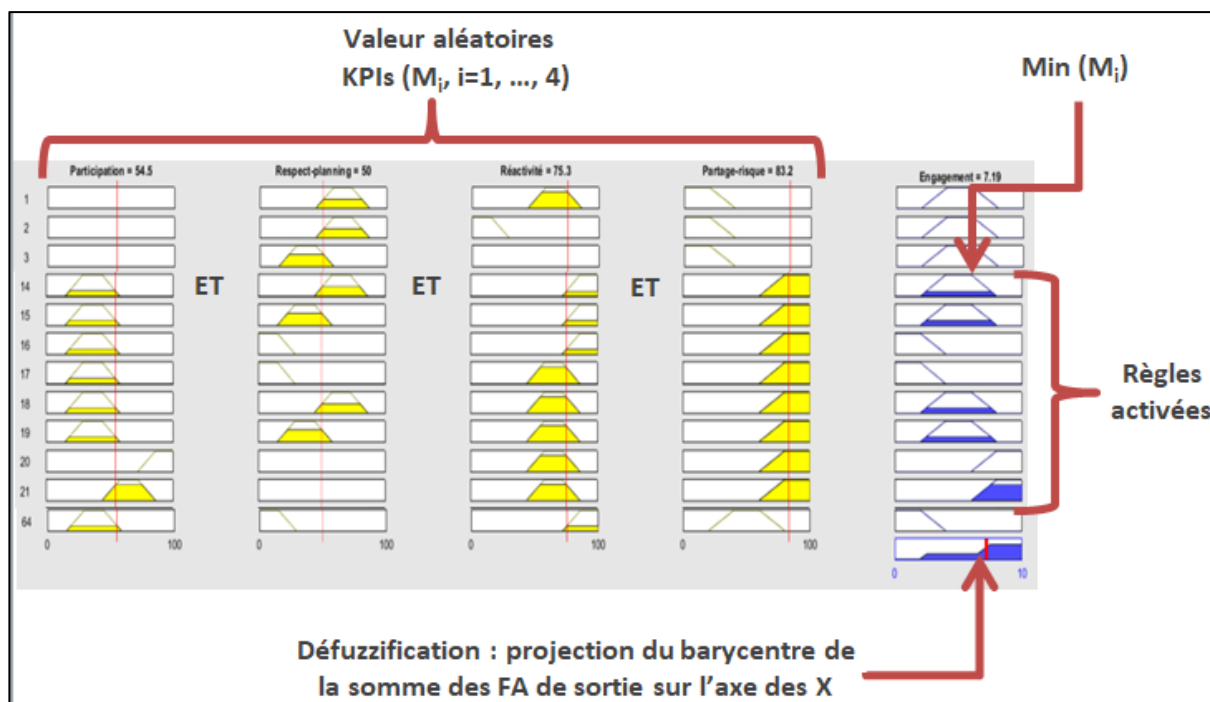 Valeur aléatoires
KPIs (Mi, i=1, ..., 4)
Min (Mi)
Participation = 54.5
Respect-planning = 50
Réactivité = 75.3
Partage-risque = 83.2
Engagement = 7.19
1
2
3
14
ET
ET
ET
15
16
17
18
19
20
21
64
Règles
activées
0
100
0
100
0
100
0
100
0
10
Défuzzification : projection du barycentre de
la somme des FA de sortie sur l'axe des X